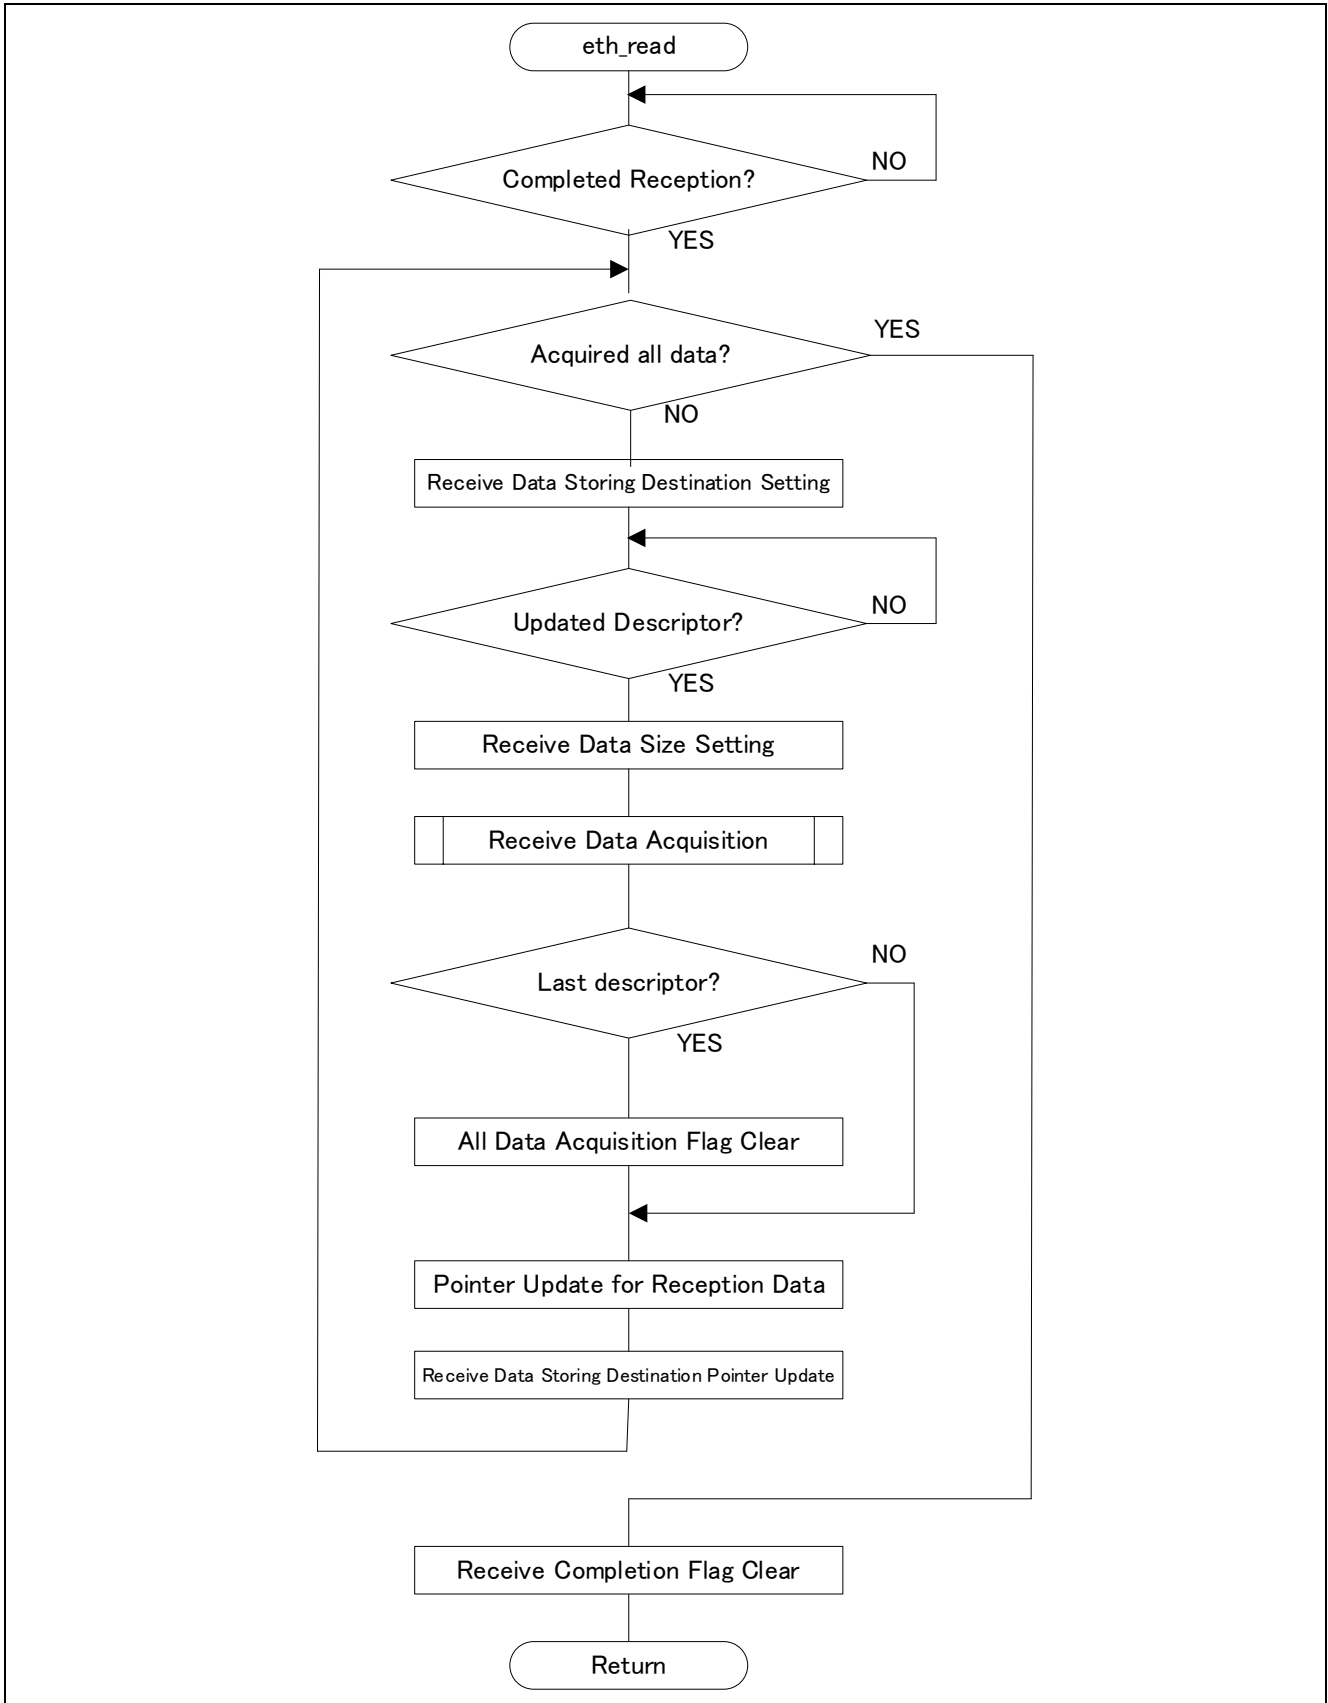 eth_read
NO
Completed Reception?
YES
YES
Acquired all data?
NO
Receive Data Storing Destination Setting
NO
Updated Descriptor?
YES
Receive Data Size Setting
Receive Data Acquisition
NO
Last descriptor?
YES
All Data Acquisition Flag Clear
Pointer Update for Reception Data
Receive Data Storing Destination Pointer Update
Receive Completion Flag Clear
Return